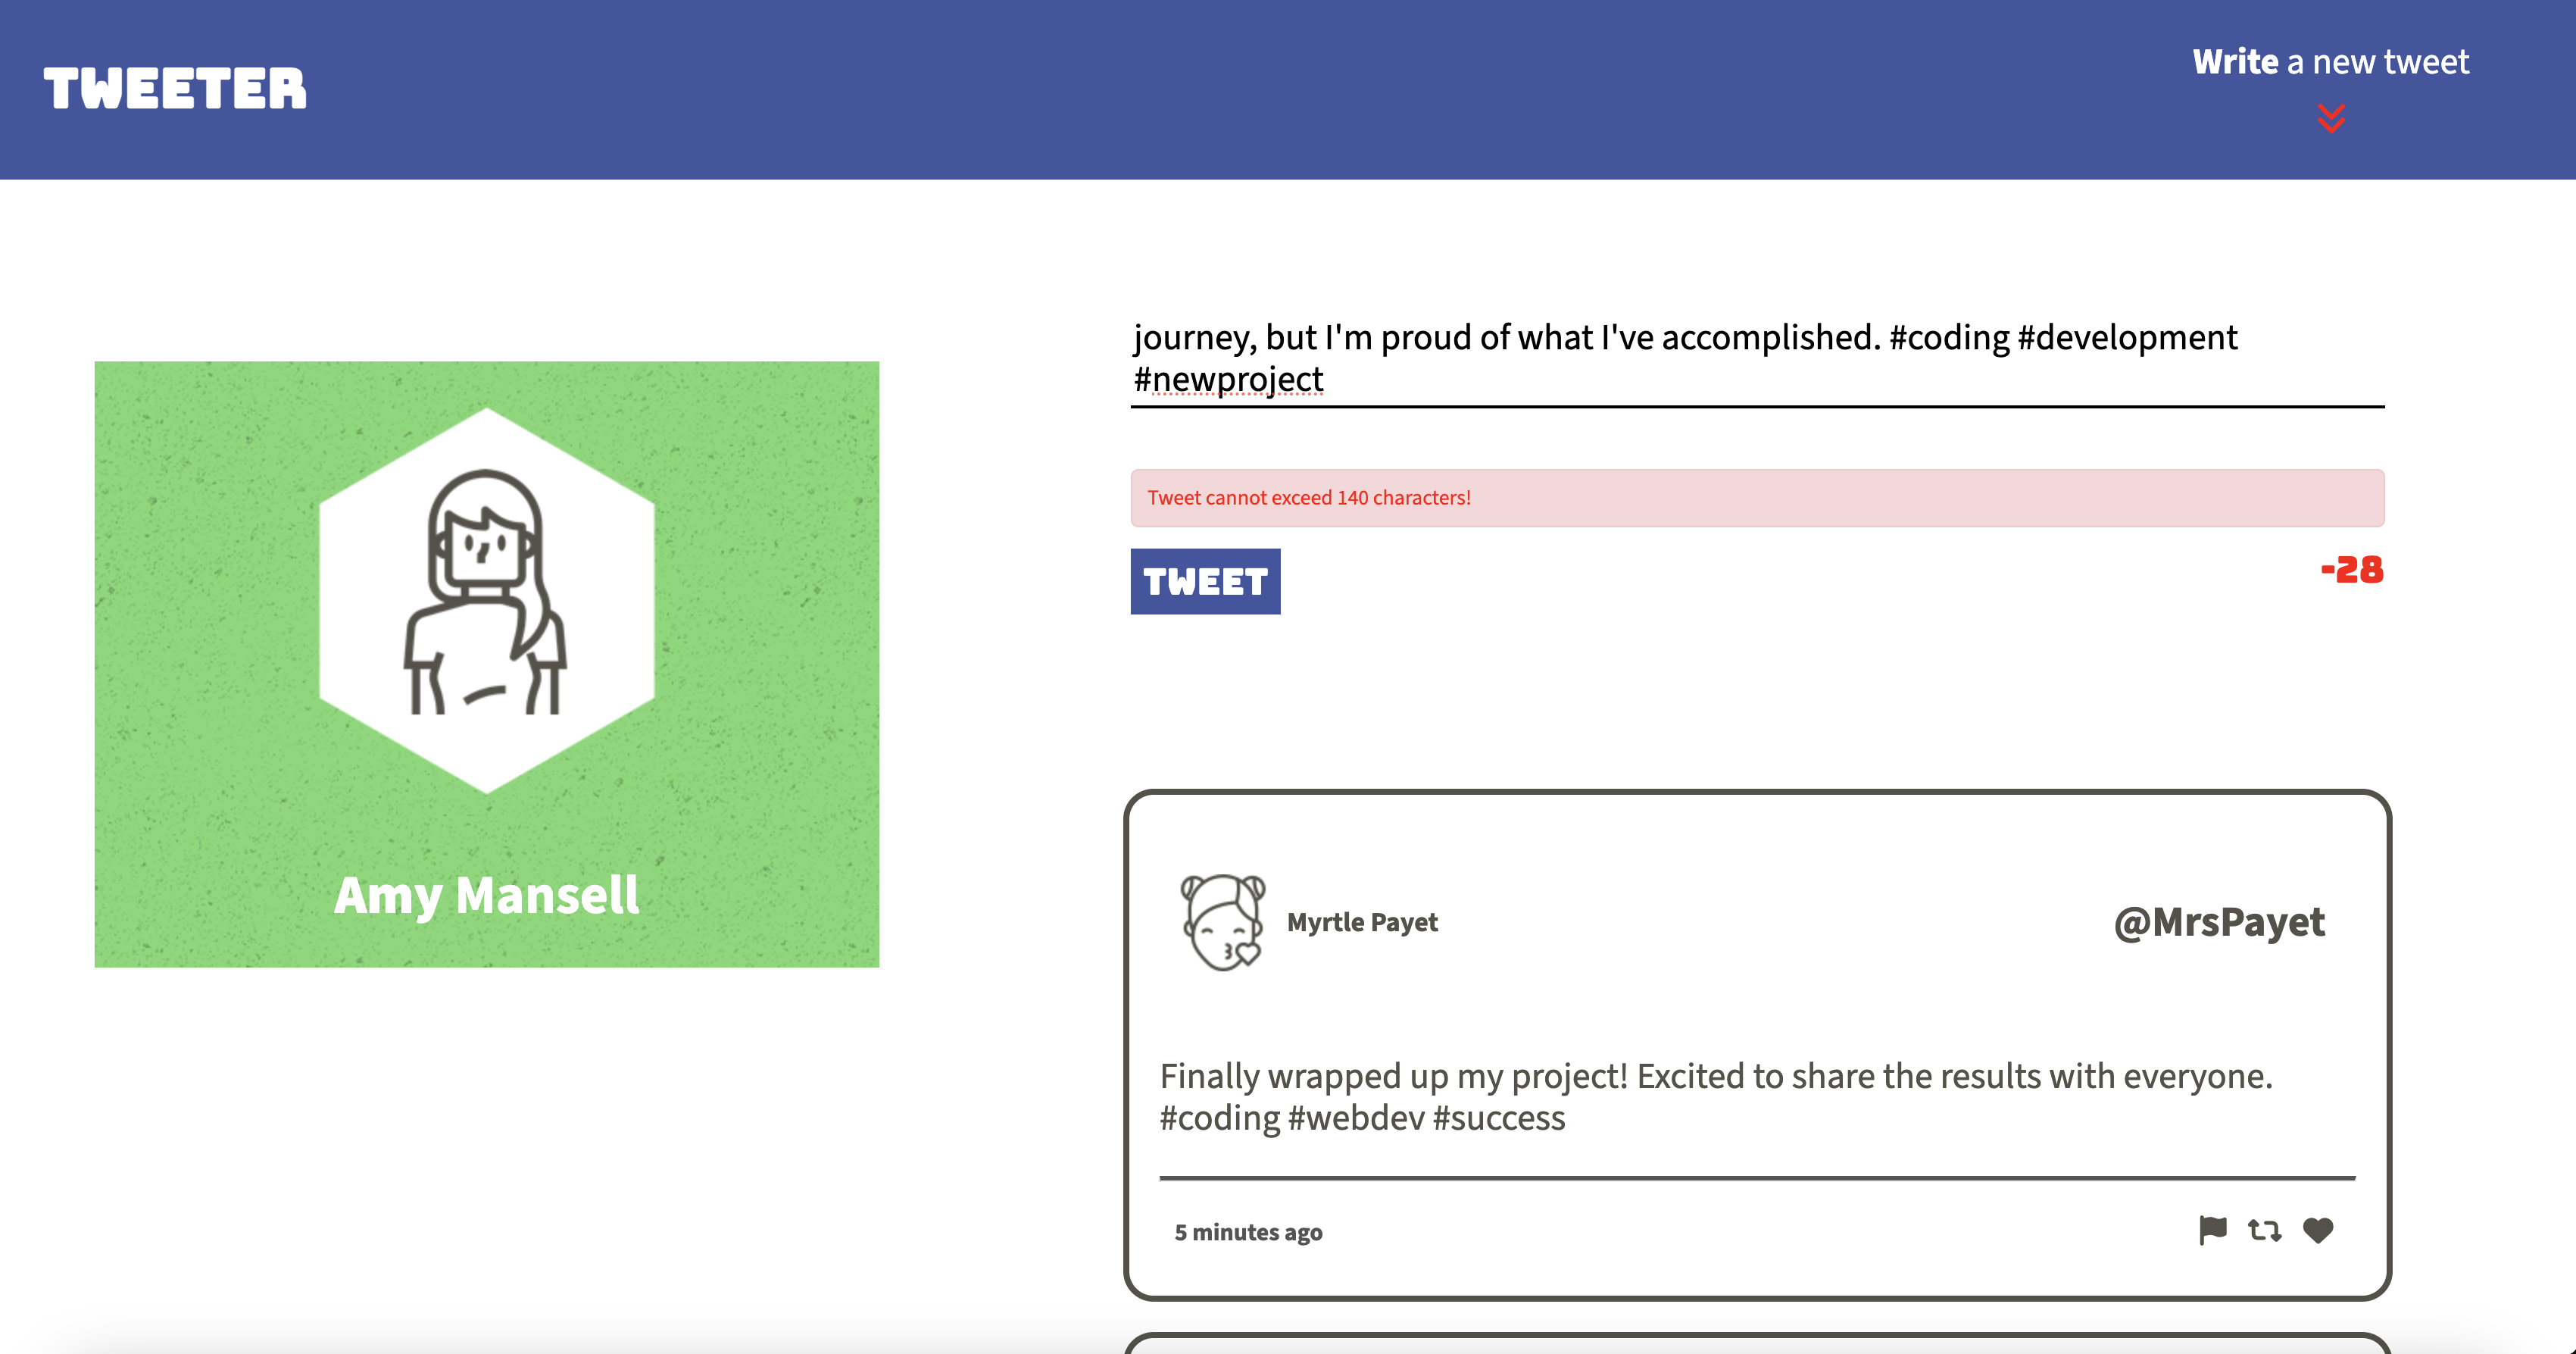 TWEETER
Write a new tweet
Amy Mansell
journey, but I'm proud of what I've accomplished. #coding #development
#newproject
Tweet cannot exceed 140 characters!
TWEET
-28
Myrtle Payet
@MrsPayet
Finally wrapped up my project! Excited to share the results with everyone.
#coding #webdev #success
5 minutes ago